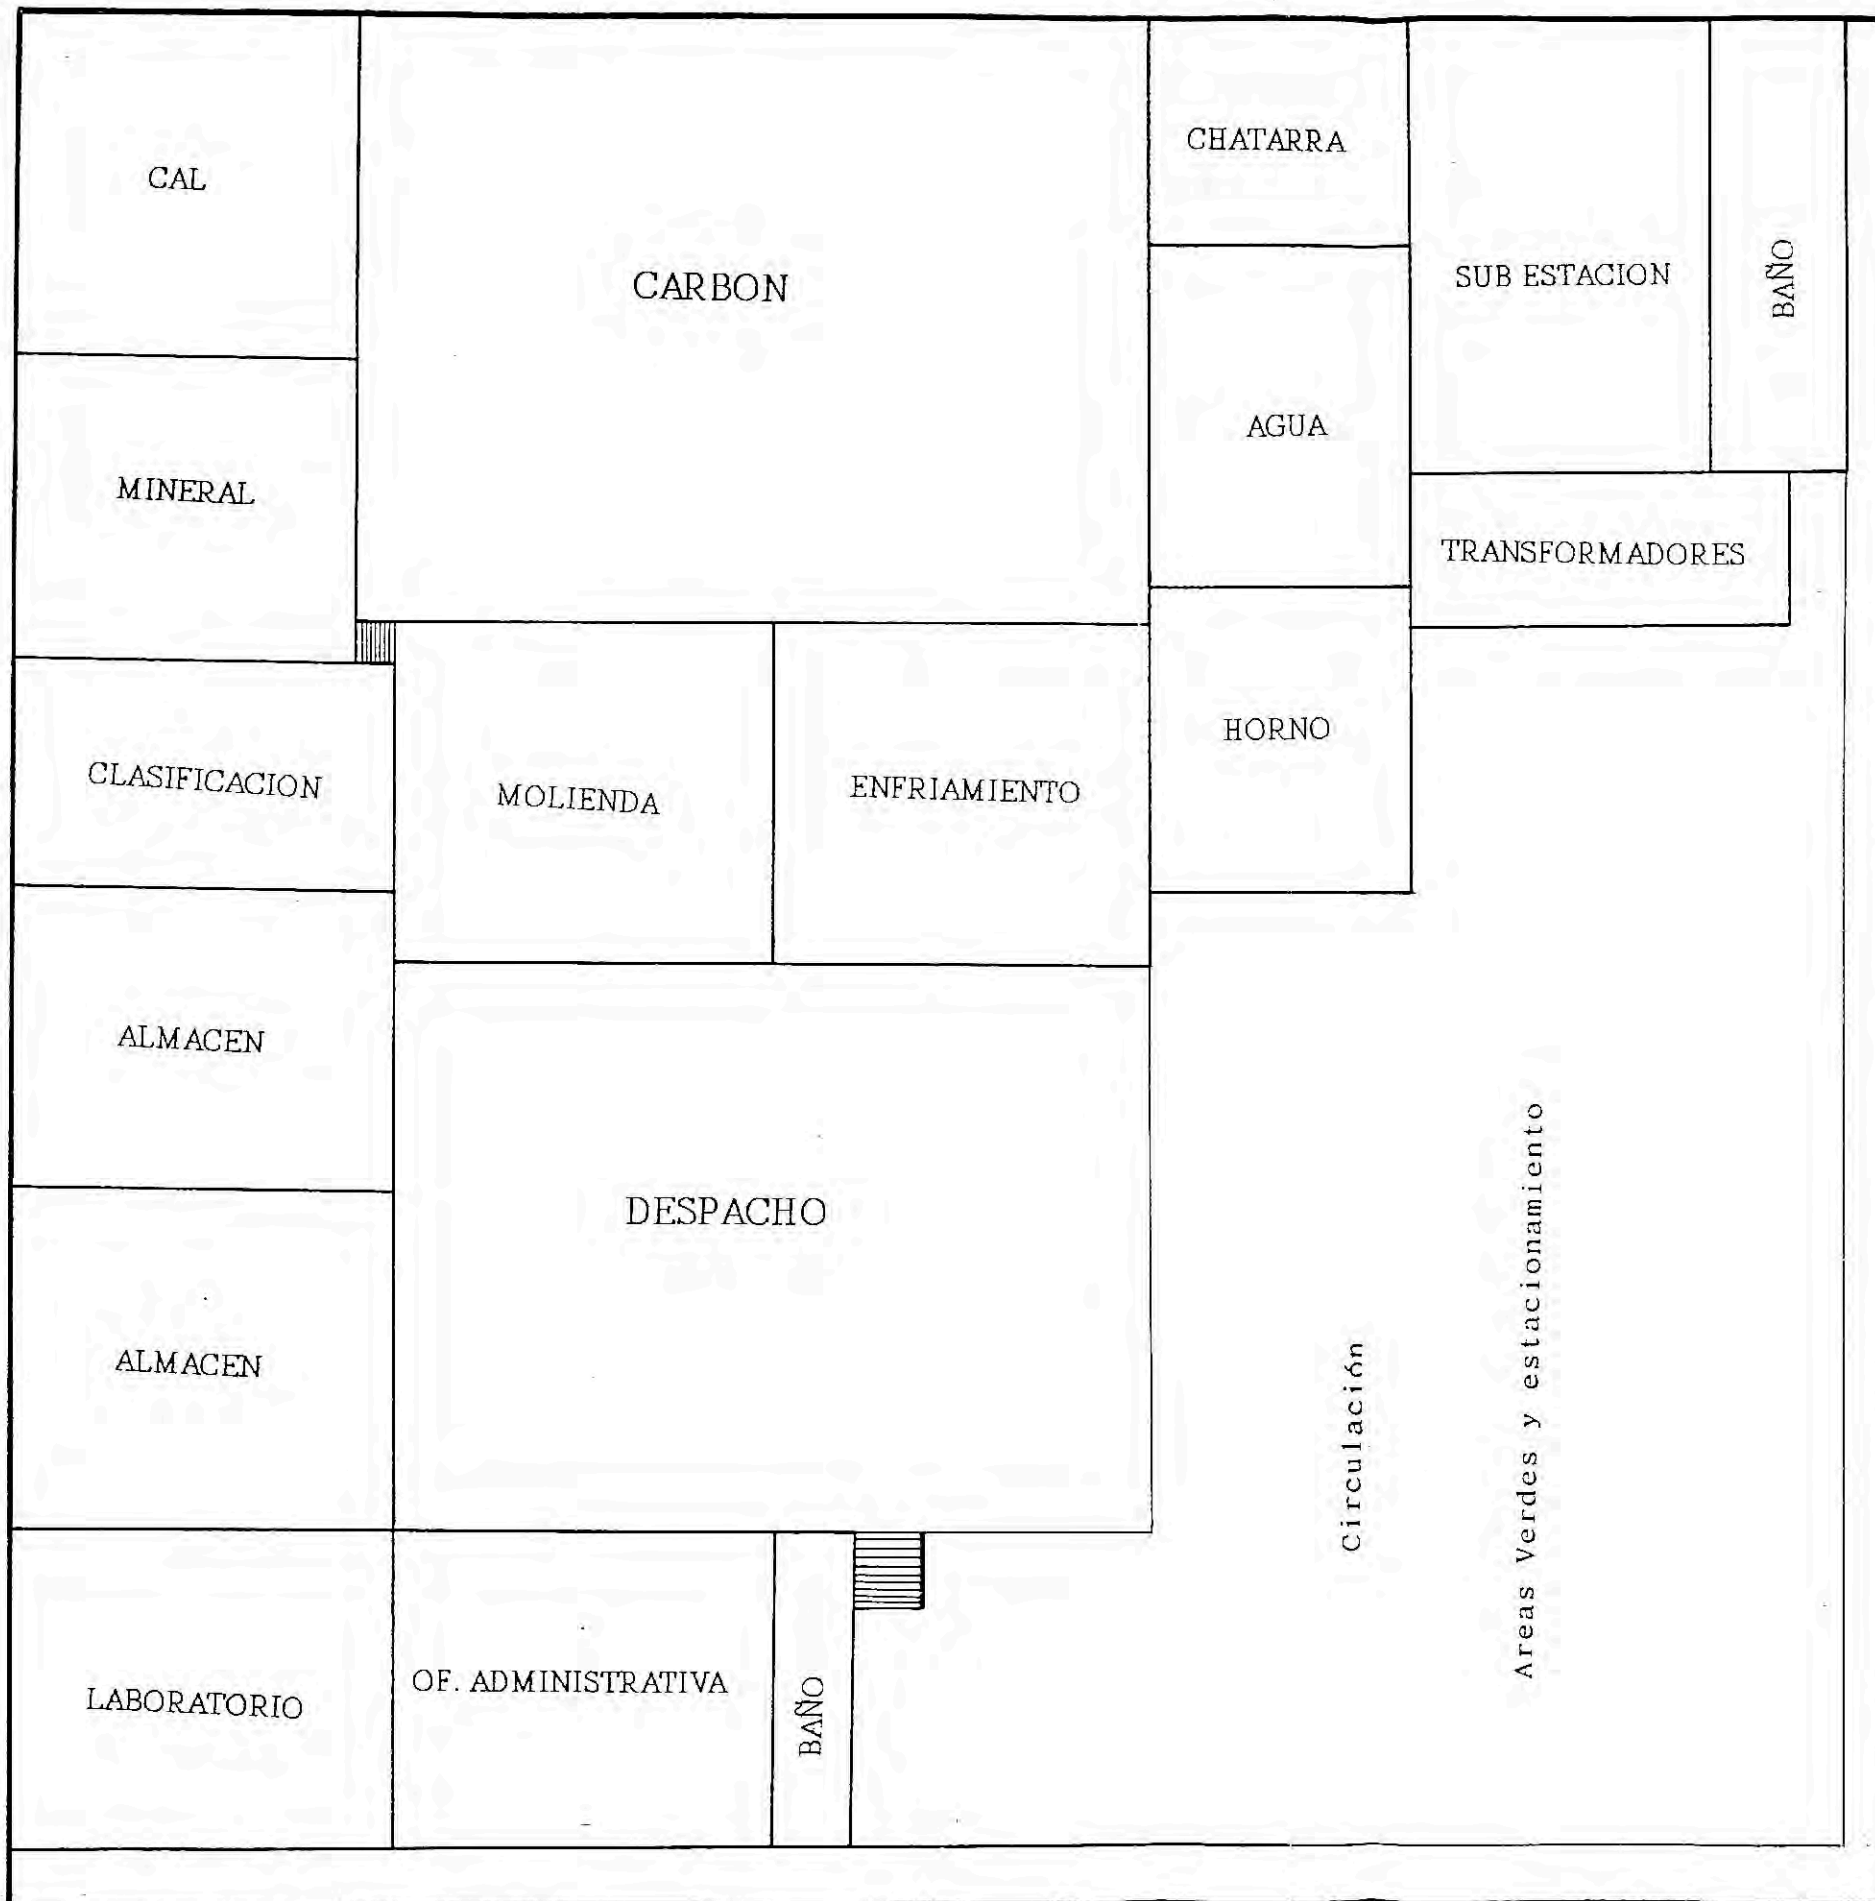 CAL
CARBON
CHATARRA
SUB ESTACION
BAÑO
AGUA
MINERAL
TRANSFORMADORES
HORNO
CLASIFICACION
MOLIENDA
ENFRIAMIENTO
ALMACEN
DESPACHO
ALMACEN
Circulación
Areas Verdes y estacionamiento
LABORATORIO
OF. ADMINISTRATIVA
BAÑO